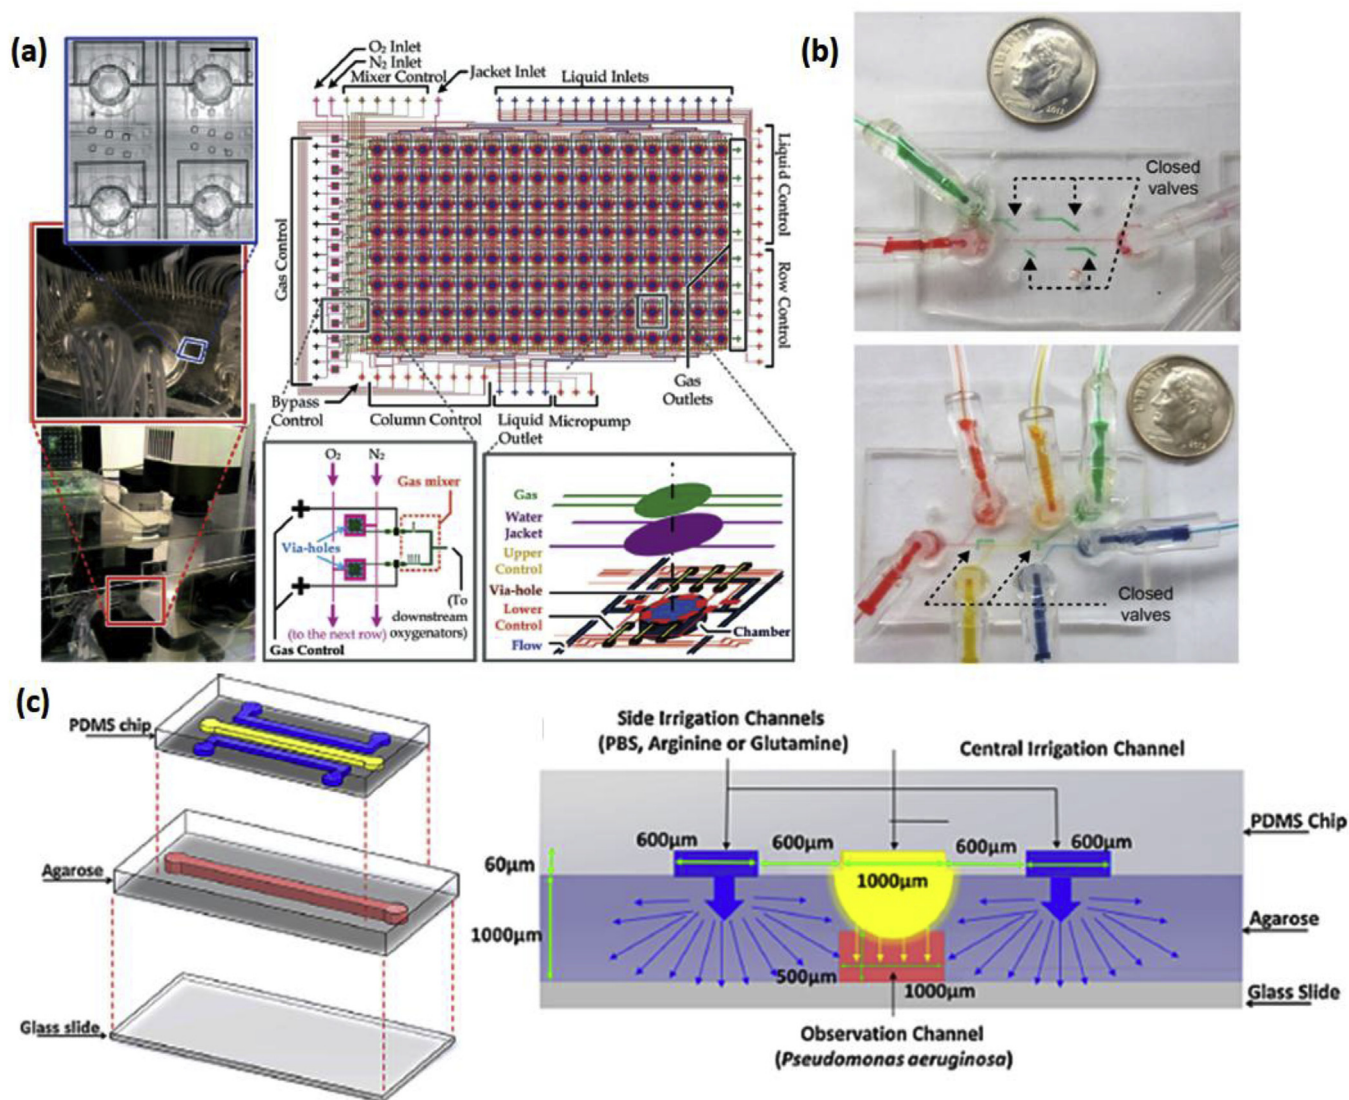 (a)
O₂ Inlet
N₂ Inlet
Mixer Control
Jacket Inlet
Liquid Inlets
Gas Control
Liquid Control
Row Control
Bypass
Control
Column Control
Liquid
Outlet
Micropump
Gas
Outlets
O₂
N₂
Gas mixer
Via-holes
(To
downstream
oxygenators)
(to the next row)
Gas Control
Gas
Water
Jacket
Upper
Control
Via-hole
Lower
Control
Chamber
Flow
(b)
LIBERTY
Closed
valves
LIBERTY
Closed
valves
(c)
PDMS chip
Agarose
Glass slide
Side Irrigation Channels
(PBS, Arginine or Glutamine)
Central Irrigation Channel
PDMS Chip
600µm
600µm
600µm
600µm
60µm
1000µm
1000µm
Agarose
500µm
1000µm
Glass Slide
Observation Channel
(Pseudomonas aeruginosa)